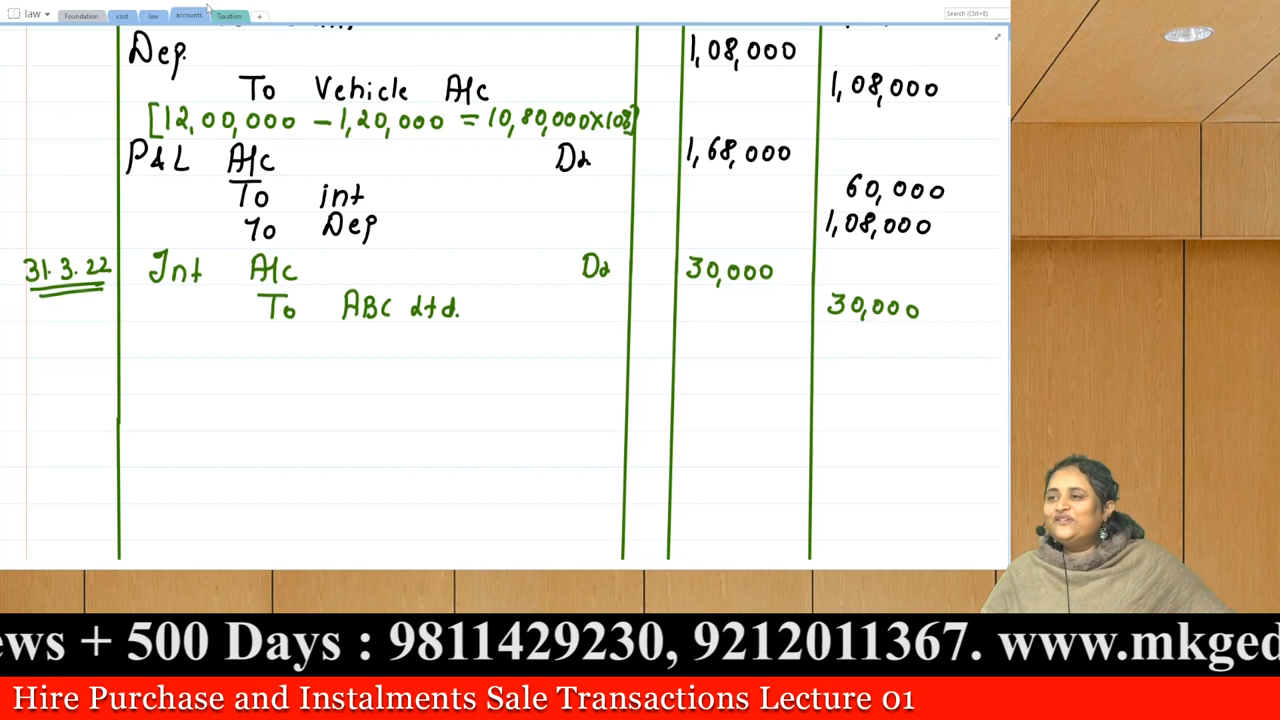 law
Foundation
cost
law
accounts
Taxation
+
Search (Ctrl+E)
Dep. 1,08,000
To Vehicle A/c 1,08,000
[12,00,000 - 1,20,000 = 10,80,000×10%]
P&L A/c Dr 1,68,000
To int 60,000
To Dep 1,08,000
31.3.22 Int A/c Dr 30,000
To ABC Ltd. 30,000
ews + 500 Days : 9811429230, 9212011367. www.mkged
Hire Purchase and Instalments Sale Transactions Lecture 01